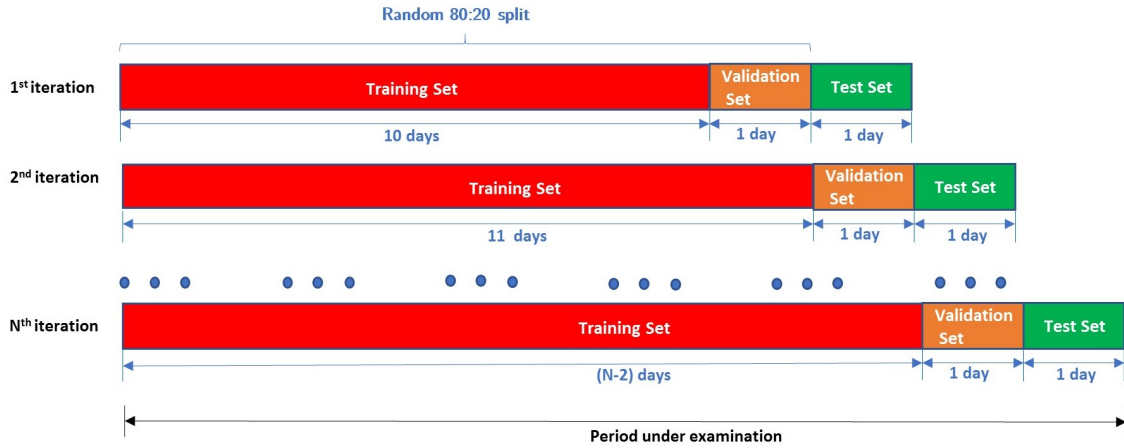 Random 80:20 split
1st iteration
Training Set
Validation
Set
Test Set
10 days
1 day
1 day
2nd iteration
Training Set
Validation
Set
Test Set
11 days
1 day
1 day
Nth iteration
Training Set
Validation
Set
Test Set
(N-2) days
1 day
1 day
Period under examination